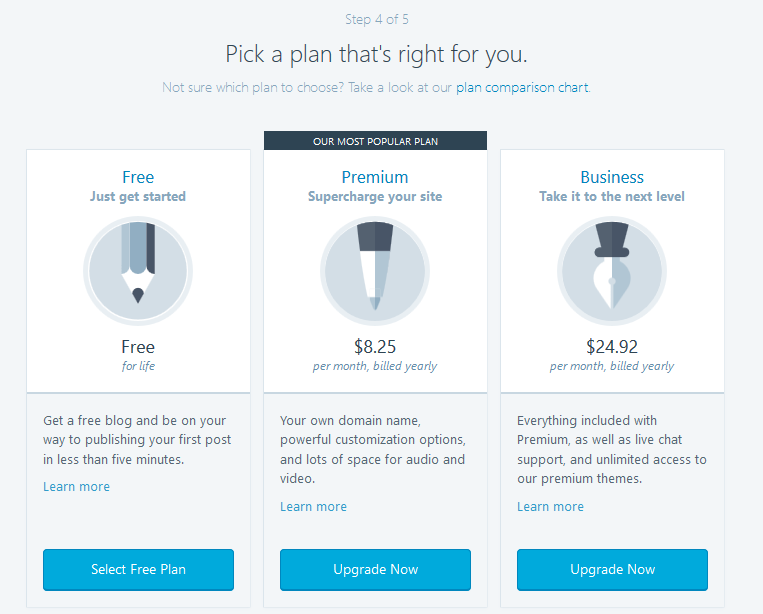 Step 4 of 5
Pick a plan that's right for you.
Not sure which plan to choose? Take a look at our plan comparison chart.
Free
Just get started
Free
for life
Get a free blog and be on your
way to publishing your first post
in less than five minutes.
Learn more
Select Free Plan
OUR MOST POPULAR PLAN
Premium
Supercharge your site
$8.25
per month, billed yearly
Your own domain name,
powerful customization options,
and lots of space for audio and
video.
Learn more
Upgrade Now
Business
Take it to the next level
$24.92
per month, billed yearly
Everything included with
Premium, as well as live chat
support, and unlimited access to
our premium themes.
Learn more
Upgrade Now